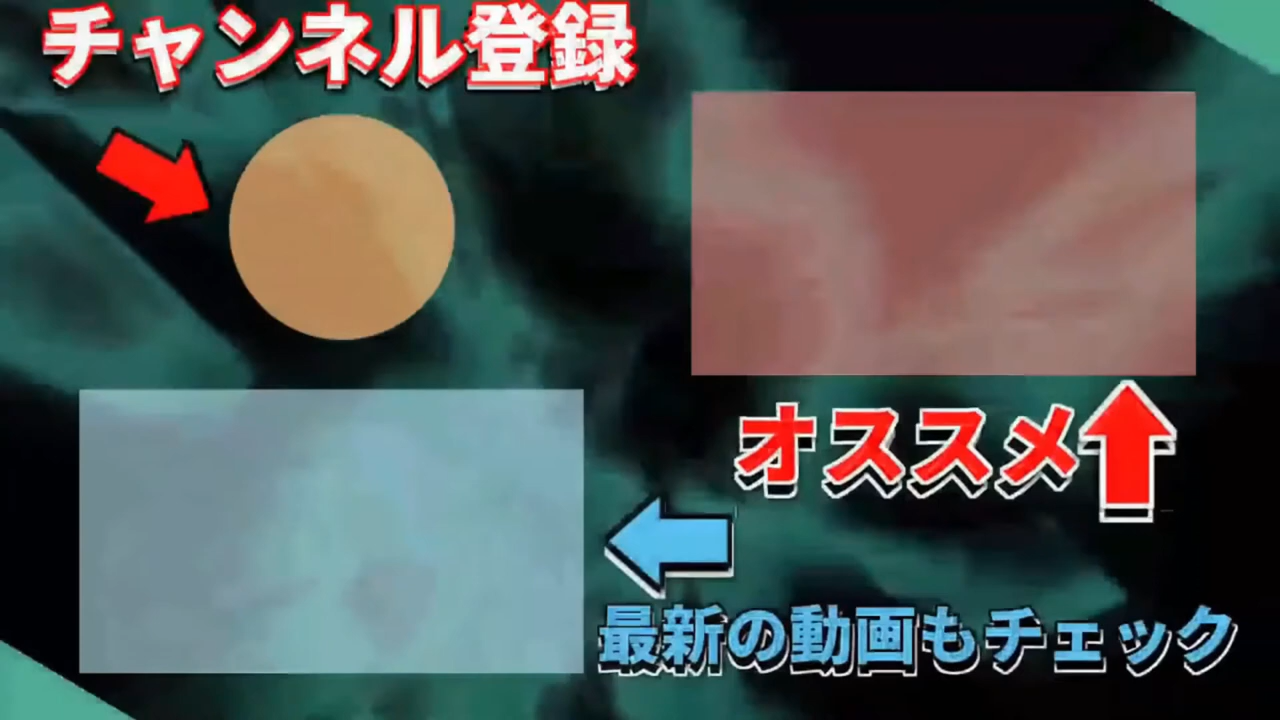 チャンネル登録
オススメ
最新の動画もチェック